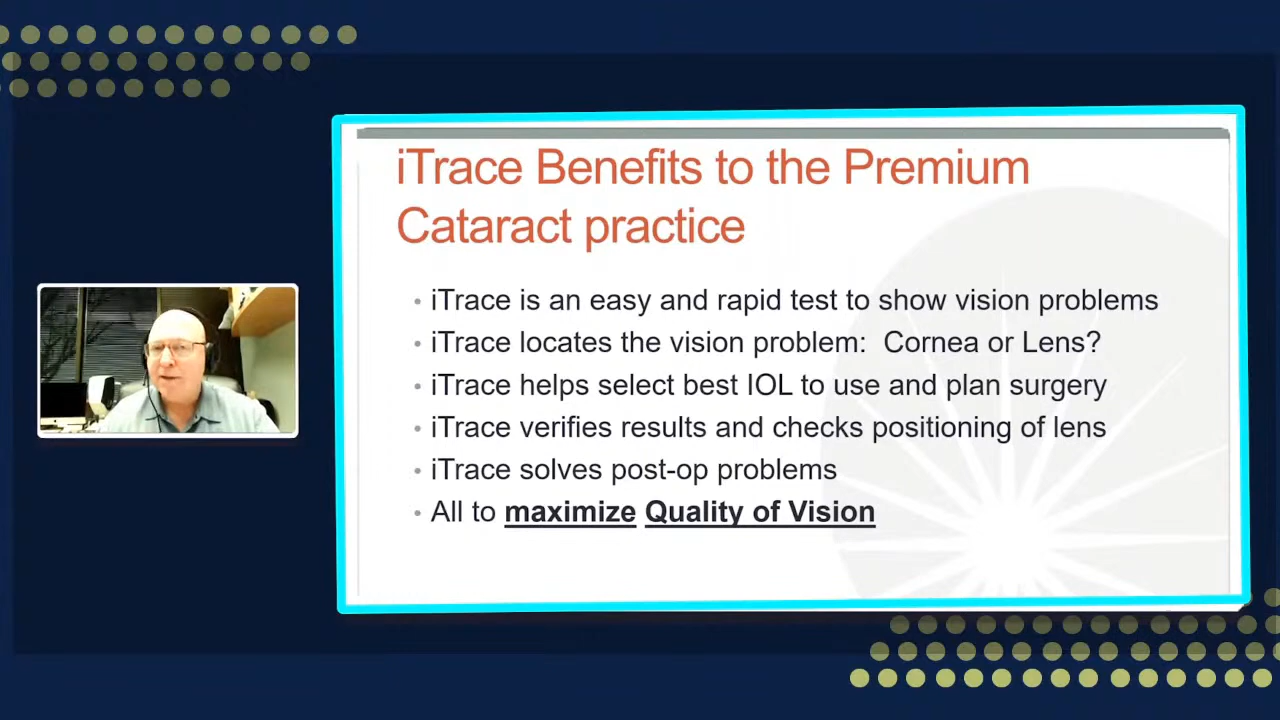 iTrace Benefits to the Premium
Cataract practice
• iTrace is an easy and rapid test to show vision problems
• iTrace locates the vision problem:  Cornea or Lens?
• iTrace helps select best IOL to use and plan surgery
• iTrace verifies results and checks positioning of lens
• iTrace solves post-op problems
• All to maximize Quality of Vision